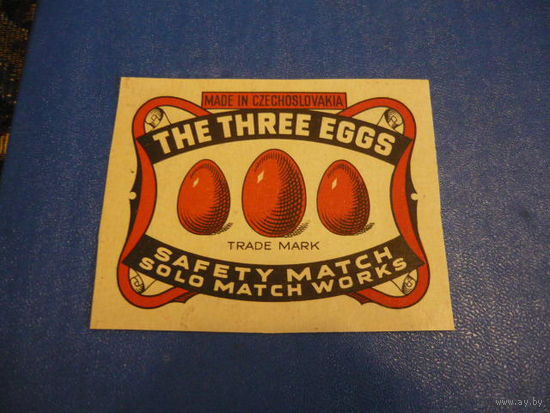 MADE IN CZECHOSLOVAKIA
THE THREE EGGS
TRADE MARK
SAFETY MATCH
SOLO MATCH WORKS
www.ay.by